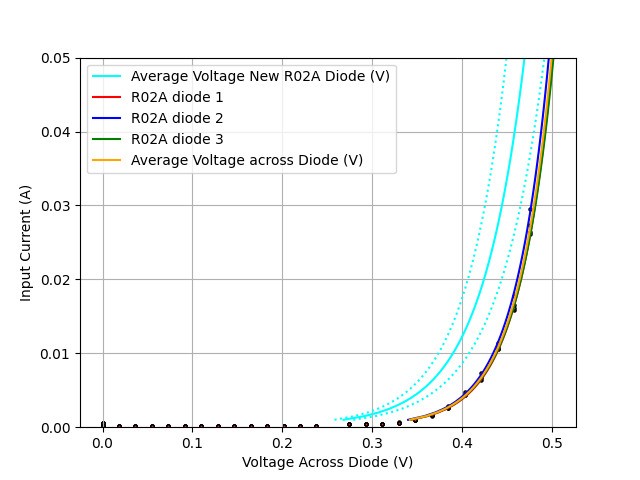 0.05
0.04
0.03
0.02
0.01
0.00
Input Current (A)
Average Voltage New R02A Diode (V)
R02A diode 1
R02A diode 2
R02A diode 3
Average Voltage across Diode (V)
0.0 0.1 0.2 0.3 0.4 0.5
Voltage Across Diode (V)